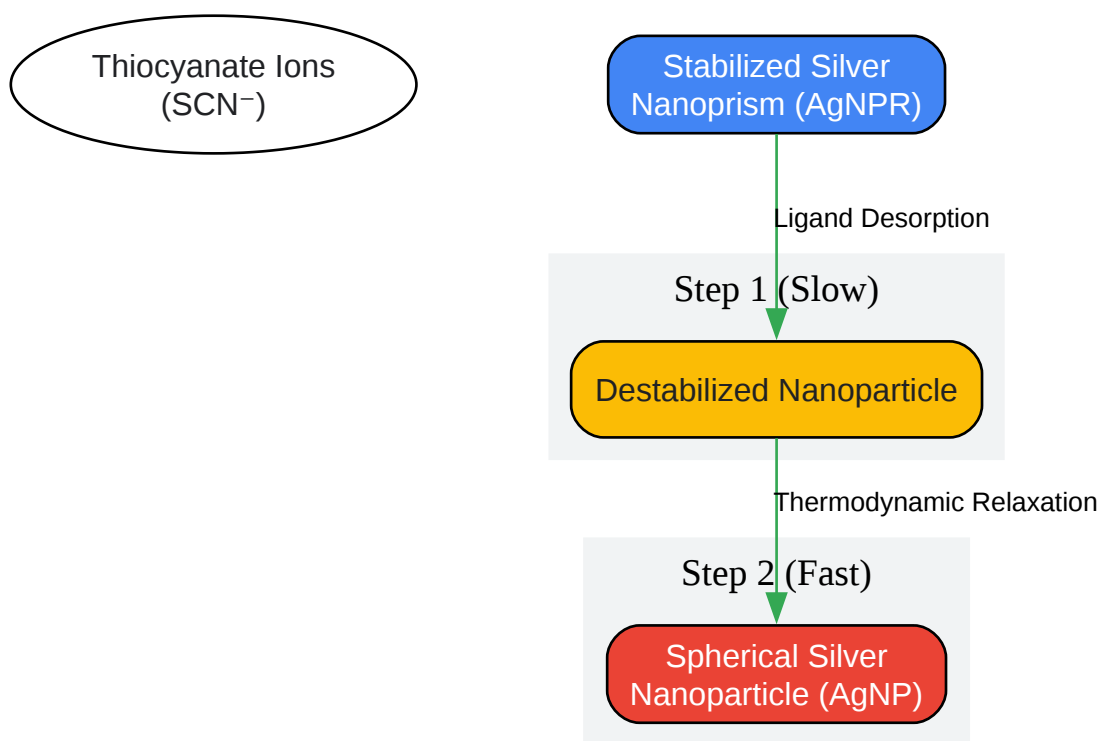 Thiocyanate Ions
(SCN⁻)
Stabilized Silver
Nanoprism (AgNPR)
Ligand Desorption
Step 1 (Slow)
Destabilized Nanoparticle
Thermodynamic Relaxation
Step 2 (Fast)
Spherical Silver
Nanoparticle (AgNP)